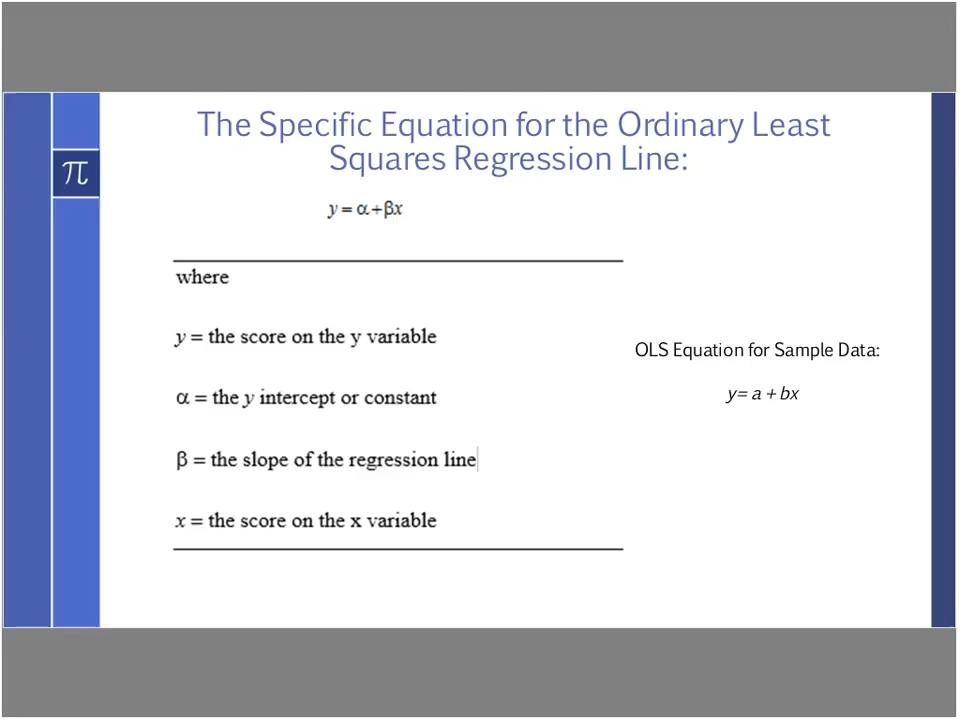 The Specific Equation for the Ordinary Least
Squares Regression Line:
π
y = α+βx
where
y = the score on the y variable
α = the y intercept or constant
β = the slope of the regression line
x = the score on the x variable
OLS Equation for Sample Data:
y= a + bx